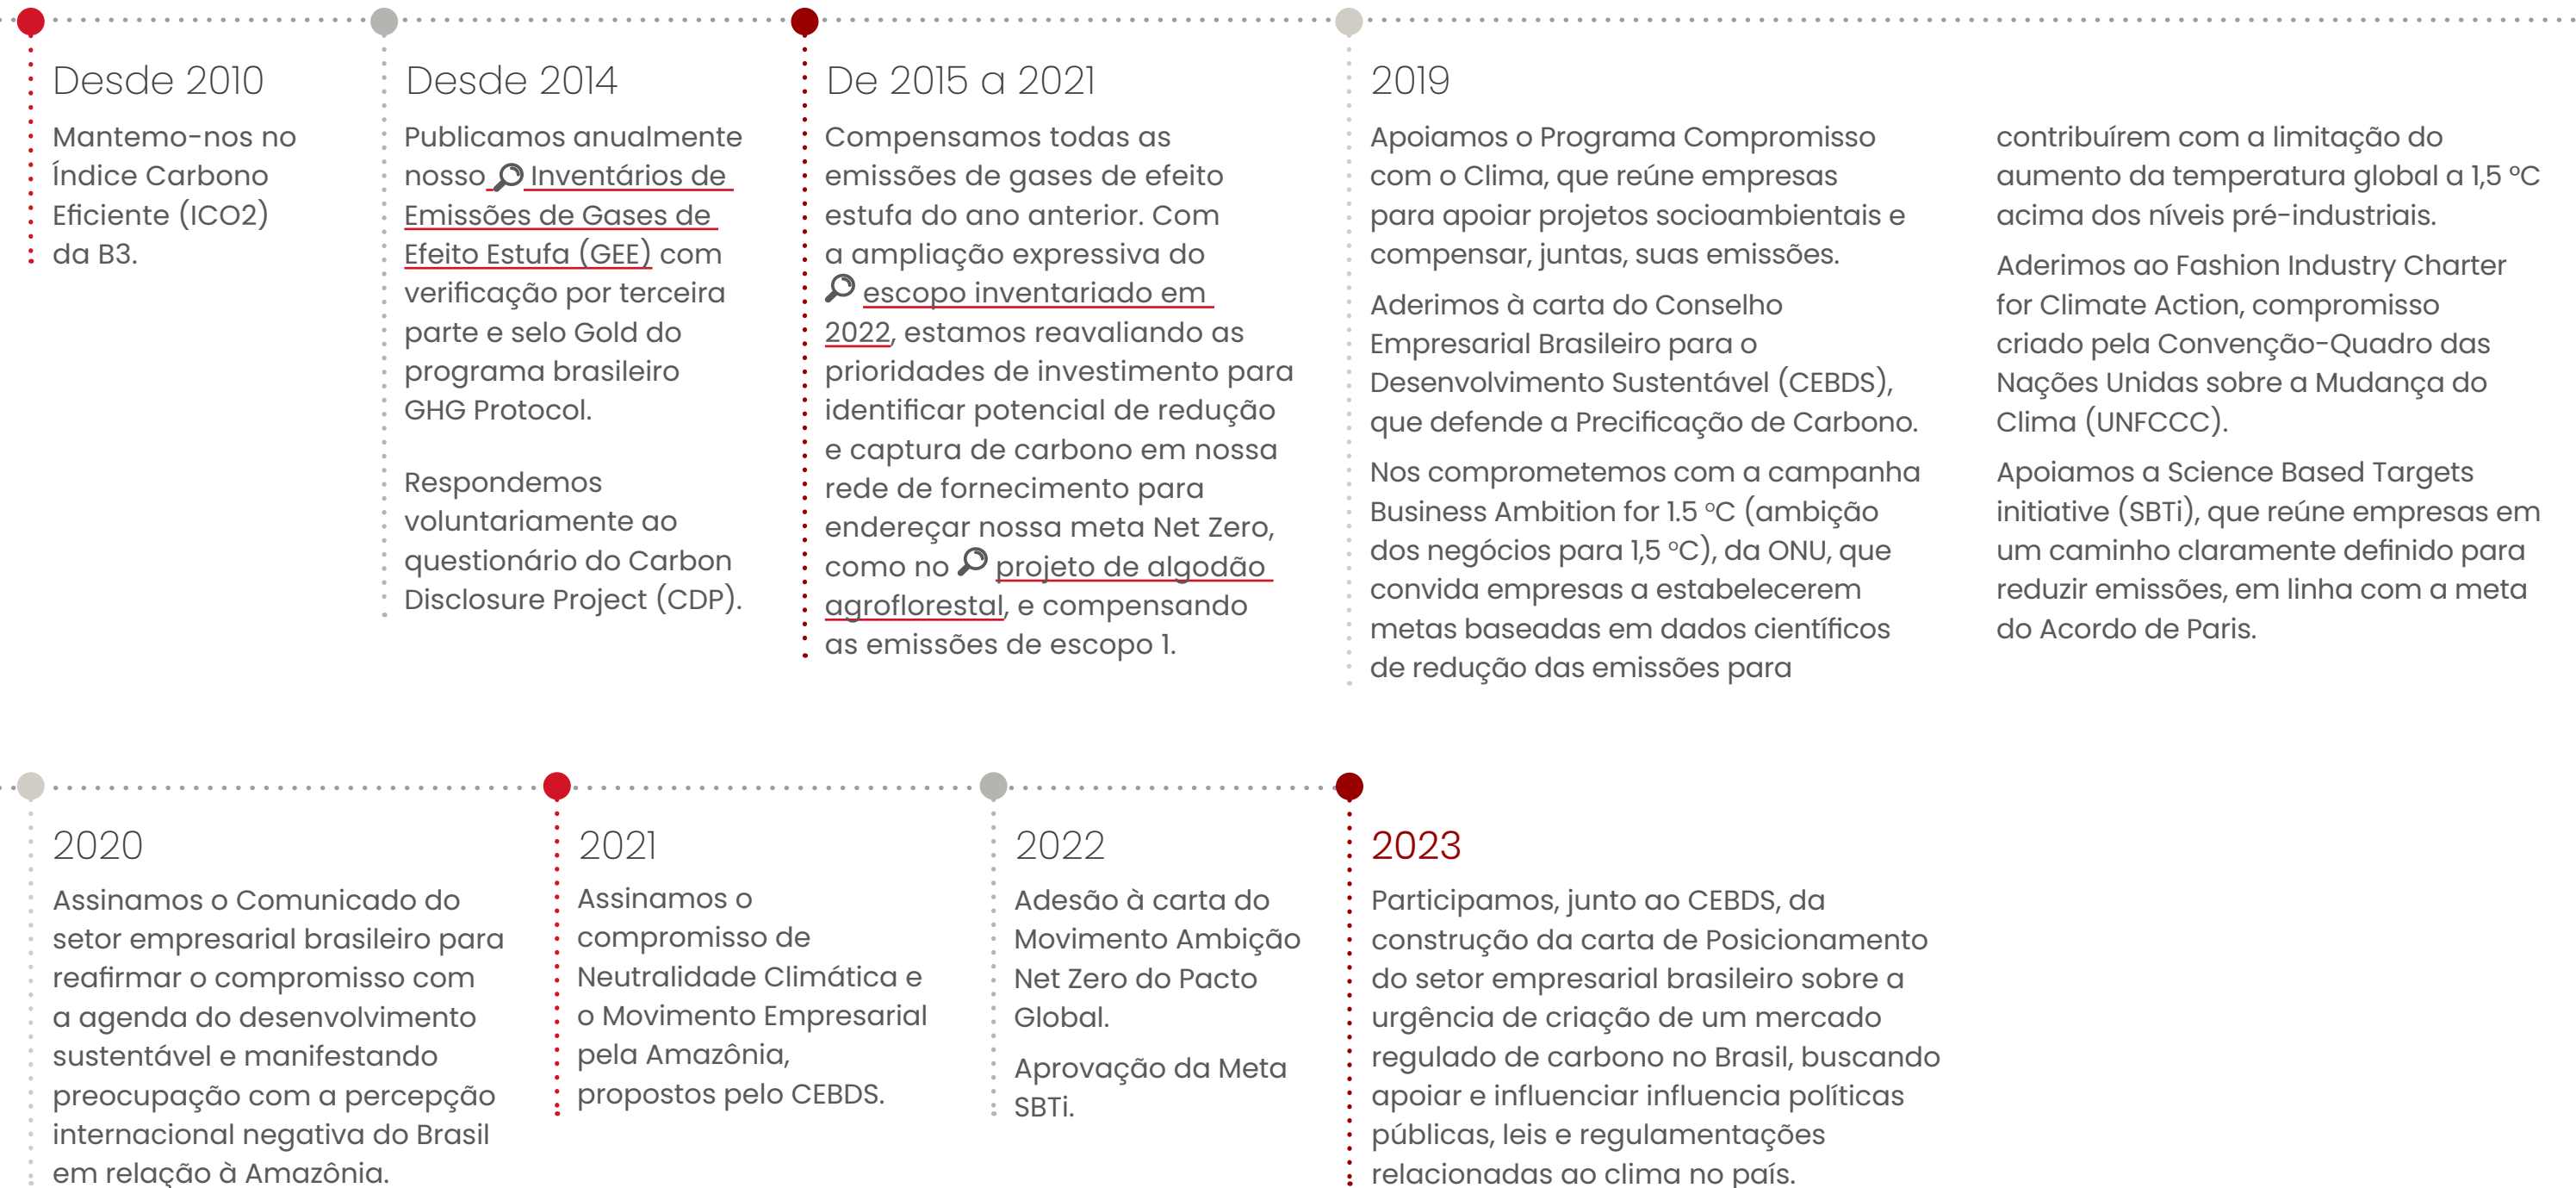 Desde 2010
Mantemo-nos no
Índice Carbono
Eficiente (ICO2)
da B3.
Desde 2014
Publicamos anualmente
nosso Inventários de
Emissões de Gases de
Efeito Estufa (GEE) com
verificação por terceira
parte e selo Gold do
programa brasileiro
GHG Protocol.
Respondemos
voluntariamente ao
questionário do Carbon
Disclosure Project (CDP).
De 2015 a 2021
Compensamos todas as
emissões de gases de efeito
estufa do ano anterior. Com
a ampliação expressiva do
escopo inventariado em
2022, estamos reavaliando as
prioridades de investimento para
identificar potencial de redução
e captura de carbono em nossa
rede de fornecimento para
endereçar nossa meta Net Zero,
como no projeto de algodão
agroflorestal, e compensando
as emissões de escopo 1.
2019
Apoiamos o Programa Compromisso
com o Clima, que reúne empresas
para apoiar projetos socioambientais e
compensar, juntas, suas emissões.
Aderimos à carta do Conselho
Empresarial Brasileiro para o
Desenvolvimento Sustentável (CEBDS),
que defende a Precificação de Carbono.
Nos comprometemos com a campanha
Business Ambition for 1.5 ºC (ambição
dos negócios para 1,5 ºC), da ONU, que
convida empresas a estabelecerem
metas baseadas em dados científicos
de redução das emissões para
contribuírem com a limitação do
aumento da temperatura global a 1,5 ºC
acima dos níveis pré-industriais.
Aderimos ao Fashion Industry Charter
for Climate Action, compromisso
criado pela Convenção-Quadro das
Nações Unidas sobre a Mudança do
Clima (UNFCCC).
Apoiamos a Science Based Targets
initiative (SBTi), que reúne empresas em
um caminho claramente definido para
reduzir emissões, em linha com a meta
do Acordo de Paris.
2020
Assinamos o Comunicado do
setor empresarial brasileiro para
reafirmar o compromisso com
a agenda do desenvolvimento
sustentável e manifestando
preocupação com a percepção
internacional negativa do Brasil
em relação à Amazônia.
2021
Assinamos o
compromisso de
Neutralidade Climática e
o Movimento Empresarial
pela Amazônia,
propostos pelo CEBDS.
2022
Adesão à carta do
Movimento Ambição
Net Zero do Pacto
Global.
Aprovação da Meta
SBTi.
2023
Participamos, junto ao CEBDS, da
construção da carta de Posicionamento
do setor empresarial brasileiro sobre a
urgência de criação de um mercado
regulado de carbono no Brasil, buscando
apoiar e influenciar influencia políticas
públicas, leis e regulamentações
relacionadas ao clima no país.